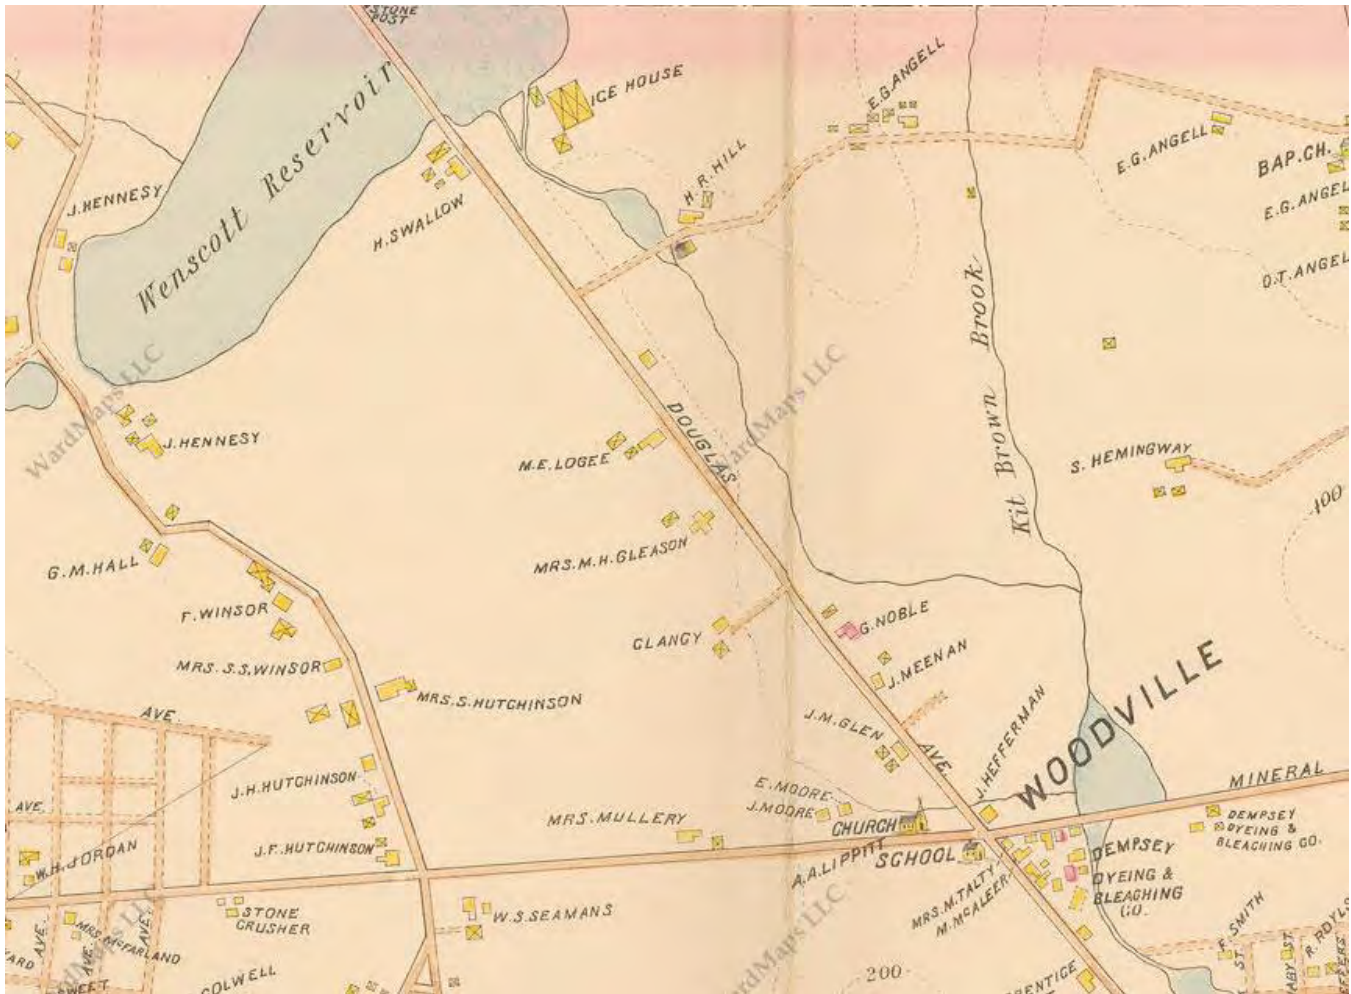 STONE
POST
ICE HOUSE
E.G. ANGELL
Wenscott Reservoir
J. HENNESY
H. SWALLOW
H.R. HILL
E.G. ANGELL
BAP. CH.
E.G. ANGEL
O.T. ANGEL
Kit Brown Brook
WardMaps LLC
WardMaps LLC
J. HENNESY
M.E. LOGEE
DOUGLAS
S. HEMINGWAY
100
MRS. M.H. GLEASON
G.M. HALL
F. WINSOR
CLANCY
G. NOBLE
MRS. S.S. WINSOR
MRS. S. HUTCHINSON
J. MEENAN
WOODVILLE
AVE.
J.M. GLEN
AVE.
J. HEFFERMAN
J.H. HUTCHINSON
E. MOORE
J. MOORE
MINERAL
AVE.
MRS. MULLERY
CHURCH
DEMPSEY
DYEING &
BLEACHING CO.
W.H. JORDAN
J.F. HUTCHINSON
A.A. LIPPITT
SCHOOL
DEMPSEY
DYEING &
BLEACHING
CO.
MRS. M. TALTY
M. McALEER
STONE
CRUSHER
W.S. SEAMANS
AVE.
MRS. McFARLAND
AVE.
AVE.
WardMaps LLC
WardMaps LLC
F. SMITH
ST.
ST.
COLWELL
200